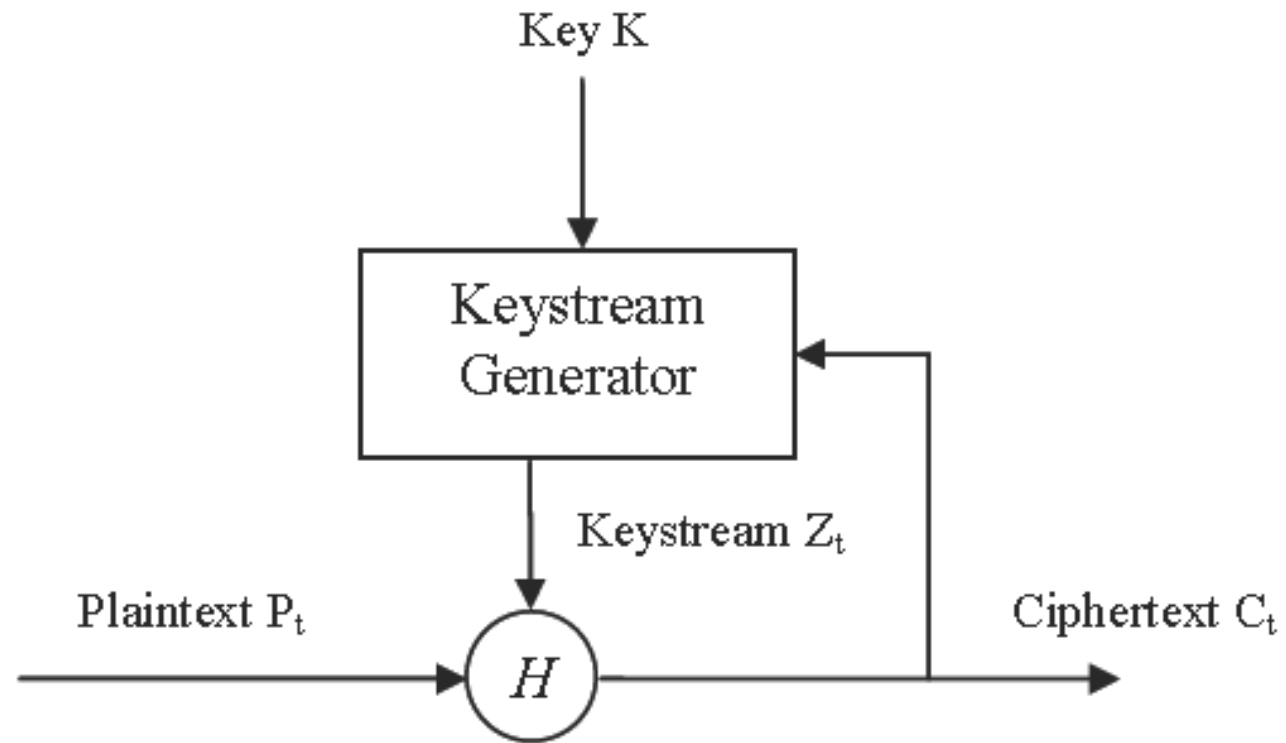 Key K
Keystream
Generator
Keystream Zₜ
Plaintext Pₜ
Ciphertext Cₜ
H